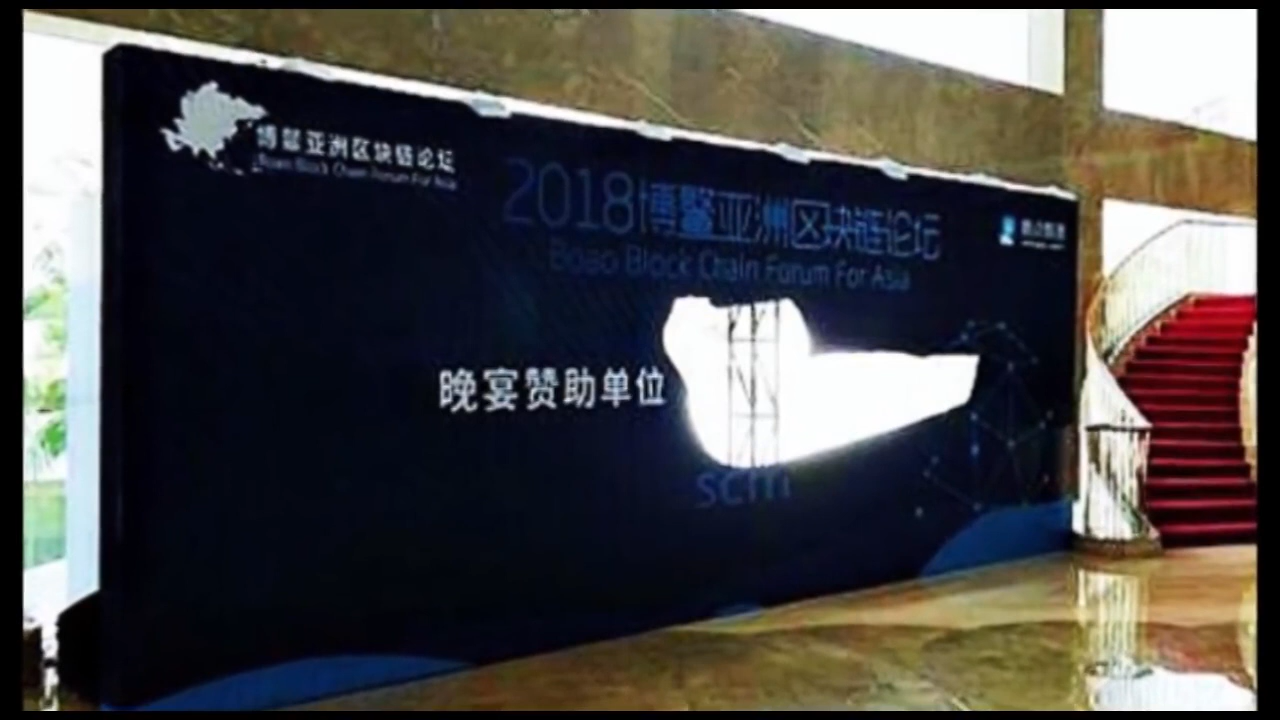 博鳌亚洲区块链论坛
Boao Block Chain Forum For Asia
2018博鳌亚洲区块链论坛
Boao Block Chain Forum For Asia
晚宴赞助单位
scm